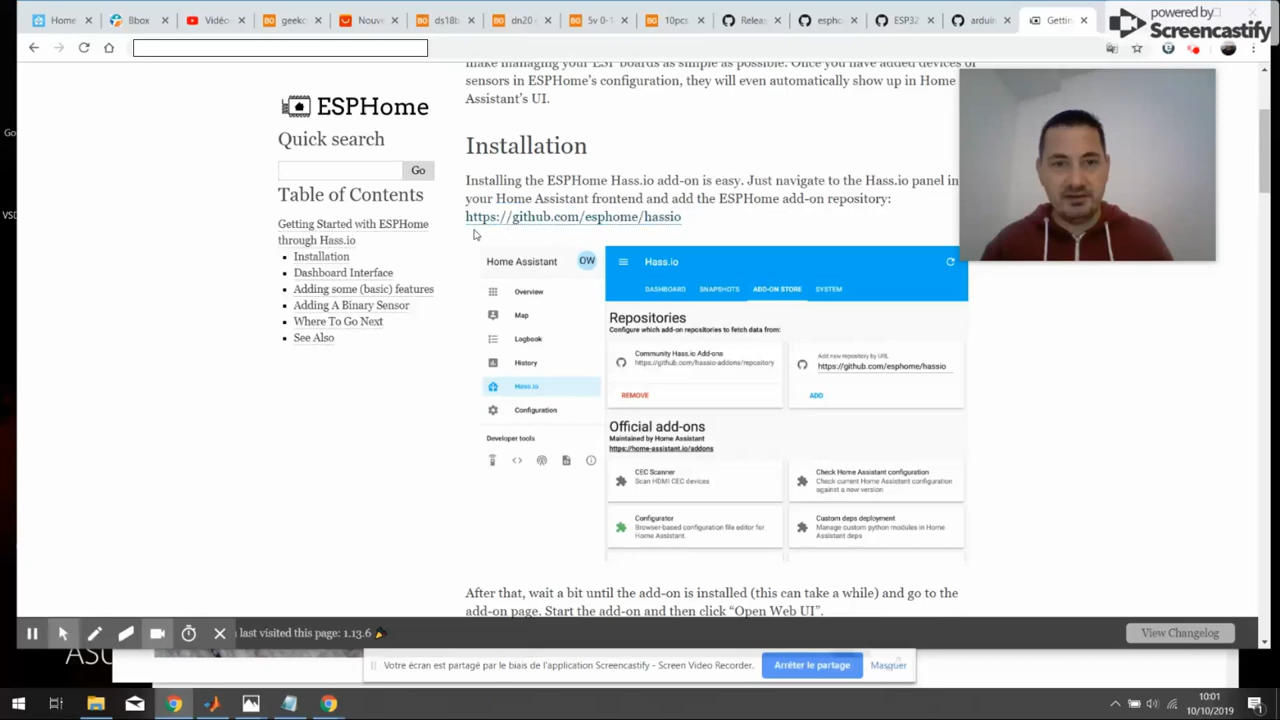 Home
Bbox
Vidéo
geek
Nouve
ds18b
dn20
5v 0-1
10pcs
Relea
espho
ESP32
arduin
Gettin
powered by
Screencastify
make managing your ESP boards as simple as possible. Once you have added devices or
sensors in ESPHome's configuration, they will even automatically show up in Home
Assistant's UI.
ESPHome
Quick search
Go
Table of Contents
Getting Started with ESPHome
through Hass.io
Installation
Dashboard Interface
Adding some (basic) features
Adding A Binary Sensor
Where To Go Next
See Also
Installation
Installing the ESPHome Hass.io add-on is easy. Just navigate to the Hass.io panel in
your Home Assistant frontend and add the ESPHome add-on repository:
https://github.com/esphome/hassio
Home Assistant
OW
Overview
Map
Logbook
History
Hass.io
Configuration
Developer tools
Hass.io
DASHBOARD SNAPSHOTS ADD-ON STORE SYSTEM
Repositories
Configure which add-on repositories to fetch data from:
Community Hass.io Add-ons
https://github.com/hassio-addons/repository
REMOVE
Add new repository by URL
https://github.com/esphome/hassio
ADD
Official add-ons
Maintained by Home Assistant
https://home-assistant.io/addons
CEC Scanner
Scan HDMI CEC devices
Check Home Assistant configuration
Check current Home Assistant configuration
against a new version
Configurator
Browser-based configuration file editor for
Home Assistant.
Custom deps deployment
Manage custom python modules in Home
Assistant deps
After that, wait a bit until the add-on is installed (this can take a while) and go to the
add-on page. Start the add-on and then click “Open Web UI”.
last visited this page: 1.13.6
View Changelog
Votre écran est partagé par le biais de l'application Screencastify - Screen Video Recorder.
Arrêter le partage
Masquer
10:01
10/10/2019